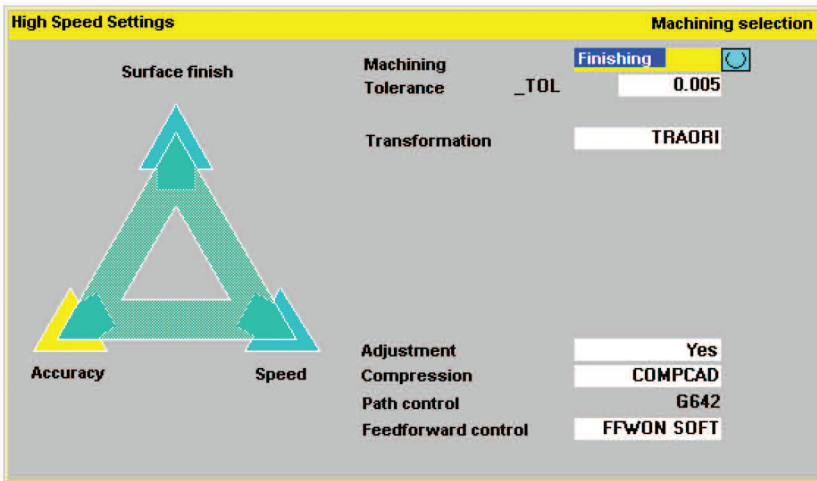 High Speed Settings Machining selection
Surface finish
Accuracy Speed
Machining Finishing
Tolerance _TOL 0.005
Transformation TRAORI
Adjustment Yes
Compression COMPCAD
Path control G642
Feedforward control FFWON SOFT